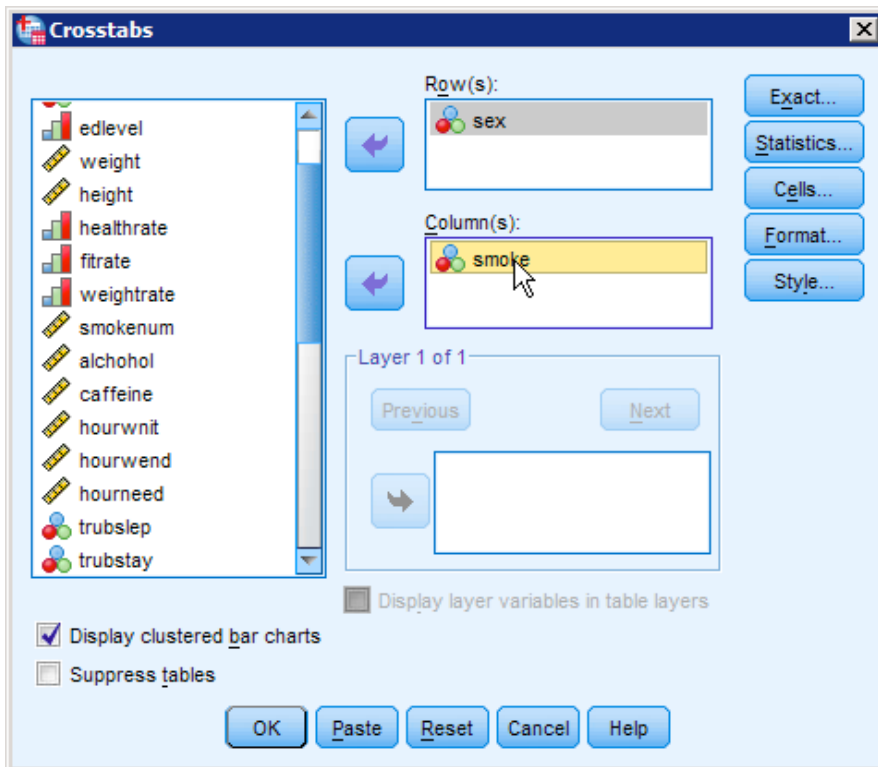 Crosstabs
edlevel
weight
height
healthrate
fitrate
weightrate
smokenum
alchohol
caffeine
hourwnit
hourwend
hourneed
trubslep
trubstay
Row(s):
sex
Column(s):
smoke
Layer 1 of 1
Previous Next
Display layer variables in table layers
Exact...
Statistics...
Cells...
Format...
Style...
Display clustered bar charts
Suppress tables
OK Paste Reset Cancel Help